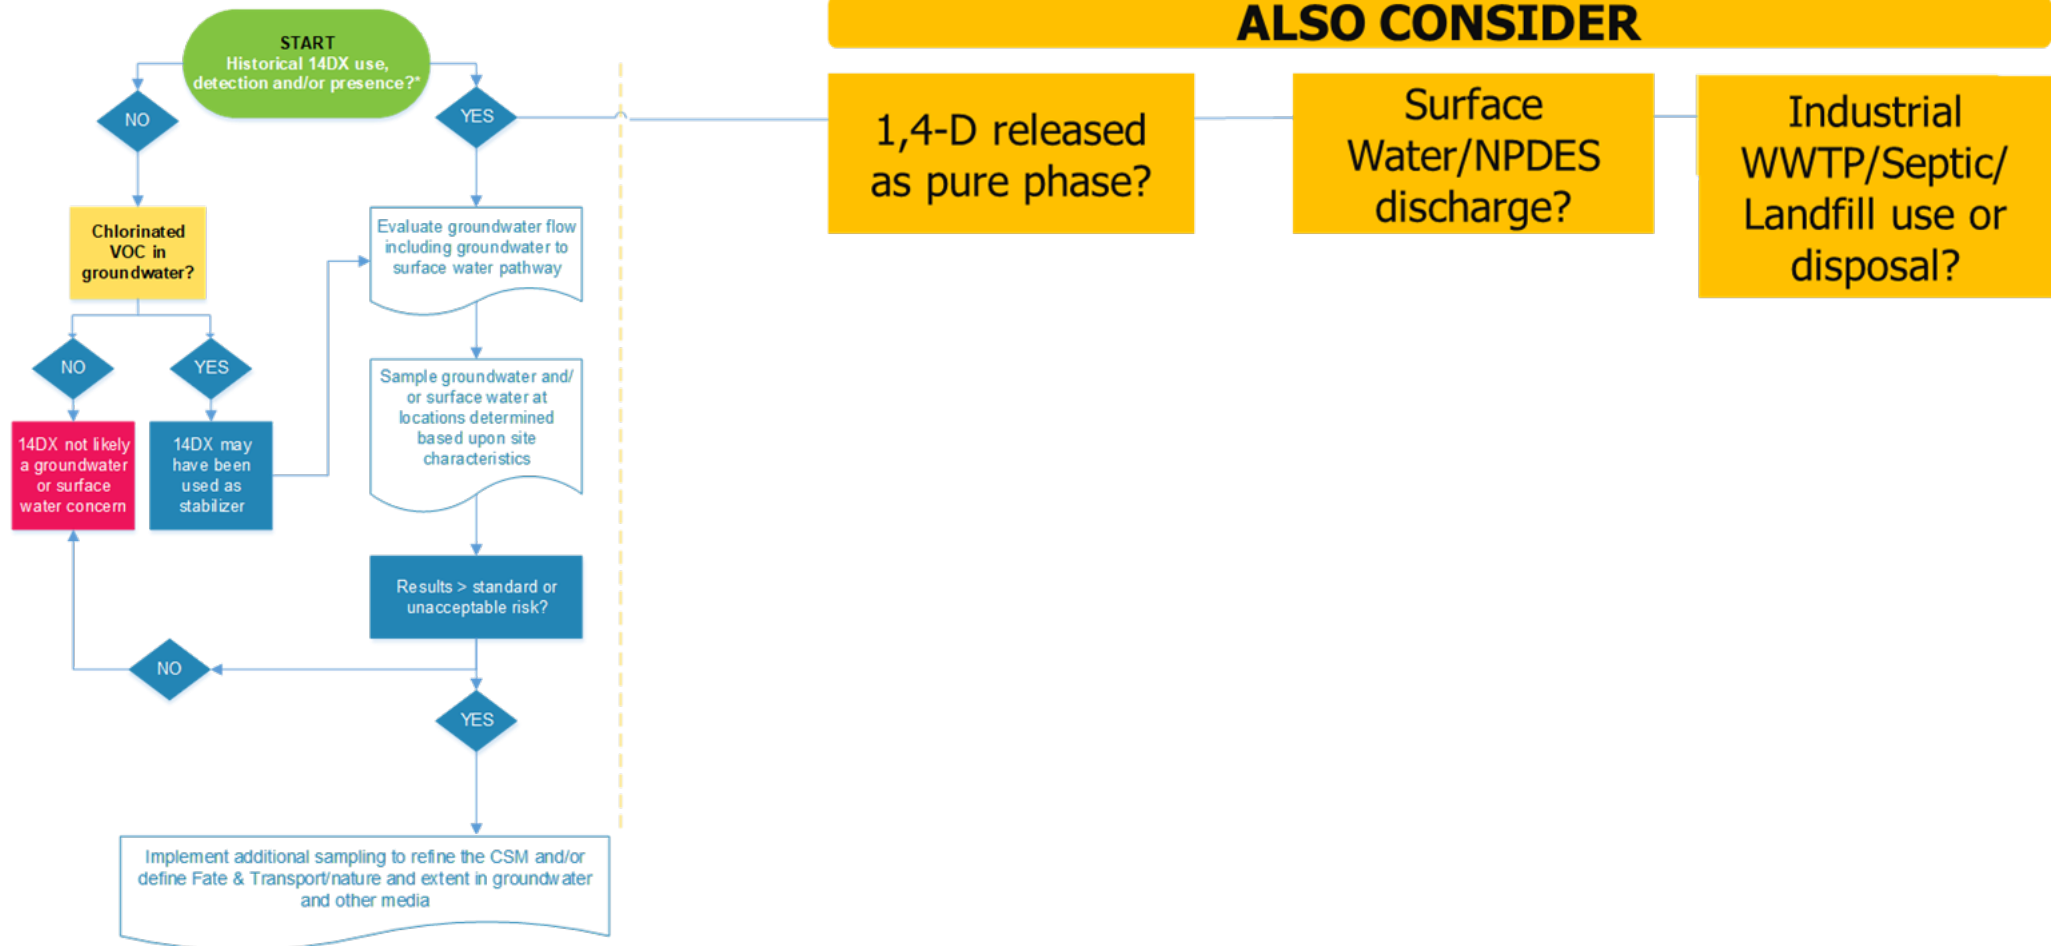 ALSO CONSIDER
START
Historical 14DX use,
detection and/or presence?*
NO
YES
1,4-D released
as pure phase?
Surface
Water/NPDES
discharge?
Industrial
WWTP/Septic/
Landfill use or
disposal?
Chlorinated
VOC in
groundwater?
Evaluate groundwater flow
including groundwater to
surface water pathway
NO
YES
Sample groundwater and/
or surface water at
locations determined
based upon site
characteristics
14DX not likely
a groundwater
or surface
water concern
14DX may
have been
used as
stabilizer
Results > standard or
unacceptable risk?
NO
YES
Implement additional sampling to refine the CSM and/or
define Fate & Transport/nature and extent in groundwater
and other media